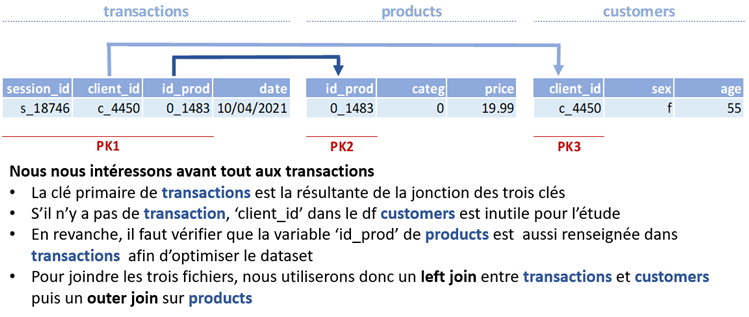 transactions products customers
session_id client_id id_prod date id_prod categ price client_id sex age
s_18746 c_4450 0_1483 10/04/2021 0_1483 0 19.99 c_4450 f 55
PK1 PK2 PK3
Nous nous intéressons avant tout aux transactions
• La clé primaire de transactions est la résultante de la jonction des trois clés
• S'il n'y a pas de transaction, 'client_id' dans le df customers est inutile pour l'étude
• En revanche, il faut vérifier que la variable 'id_prod' de products est aussi renseignée dans
transactions afin d'optimiser le dataset
• Pour joindre les trois fichiers, nous utiliserons donc un left join entre transactions et customers
puis un outer join sur products